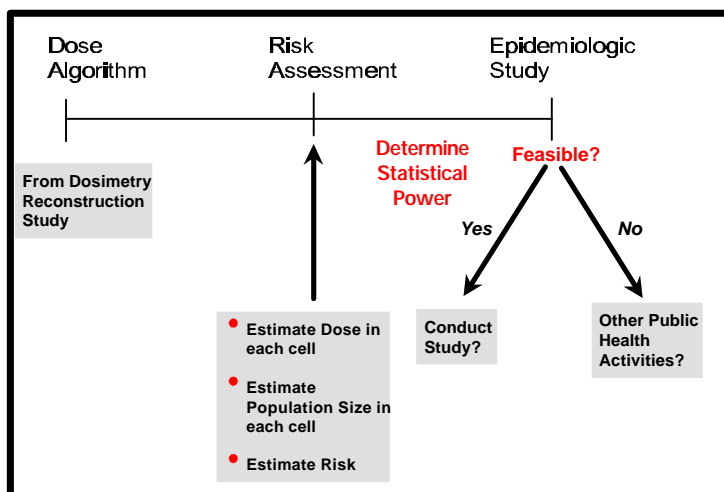 Dose
Algorithm
Risk
Assessment
Epidemiologic
Study
From Dosimetry
Reconstruction
Study
Determine
Statistical
Power
Feasible?
Yes
No
• Estimate Dose in
each cell
• Estimate
Population Size in
each cell
• Estimate Risk
Conduct
Study?
Other Public
Health
Activities?